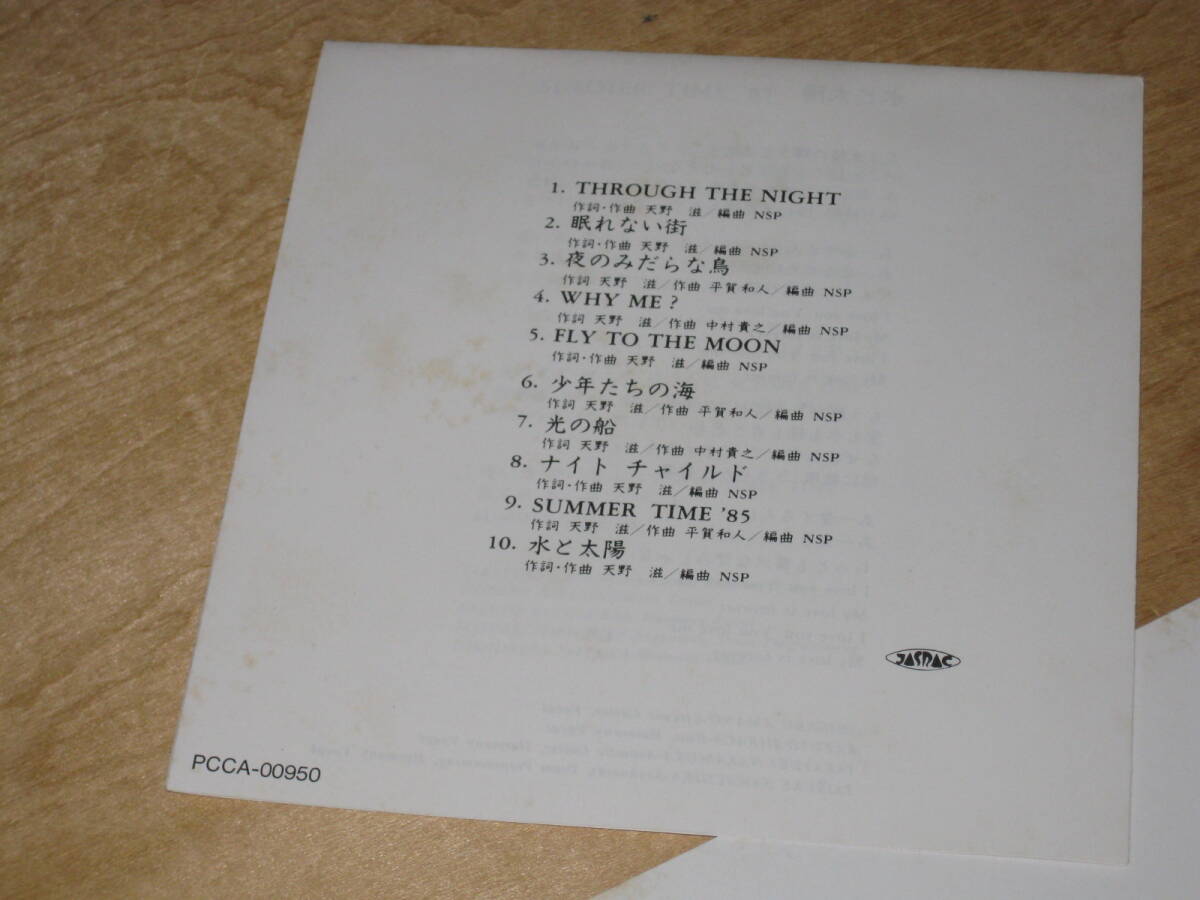 1. THROUGH THE NIGHT
作詞・作曲 天野 滋／編曲 NSP
2. 眠れない街
作詞・作曲 天野 滋／編曲 NSP
3. 夜のみだらな鳥
作詞 天野 滋／作曲 平賀和人／編曲 NSP
4. WHY ME?
作詞 天野 滋／作曲 中村貴之／編曲 NSP
5. FLY TO THE MOON
作詞・作曲 天野 滋／編曲 NSP
6. 少年たちの海
作詞 天野 滋／作曲 平賀和人／編曲 NSP
7. 光の船
作詞 天野 滋／作曲 中村貴之／編曲 NSP
8. ナイト チャイルド
作詞・作曲 天野 滋／編曲 NSP
9. SUMMER TIME '85
作詞 天野 滋／作曲 平賀和人／編曲 NSP
10. 水と太陽
作詞・作曲 天野 滋／編曲 NSP
JASRAC
PCCA-00950